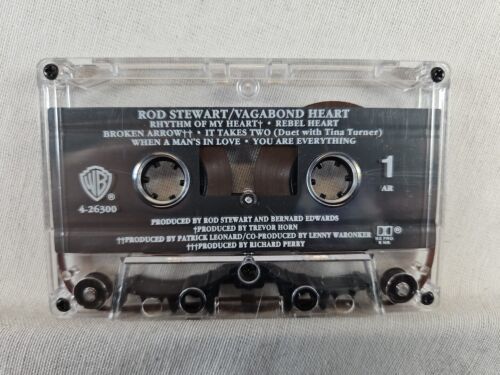 ROD STEWART/VAGABOND HEART
RHYTHM OF MY HEART† • REBEL HEART
BROKEN ARROW†† • IT TAKES TWO (Duet with Tina Turner)
WHEN A MAN'S IN LOVE • YOU ARE EVERYTHING
WB ®
4-26300
1
AR
PRODUCED BY ROD STEWART AND BERNARD EDWARDS
†PRODUCED BY TREVOR HORN
††PRODUCED BY PATRICK LEONARD/CO-PRODUCED BY LENNY WARONKER
†††PRODUCED BY RICHARD PERRY